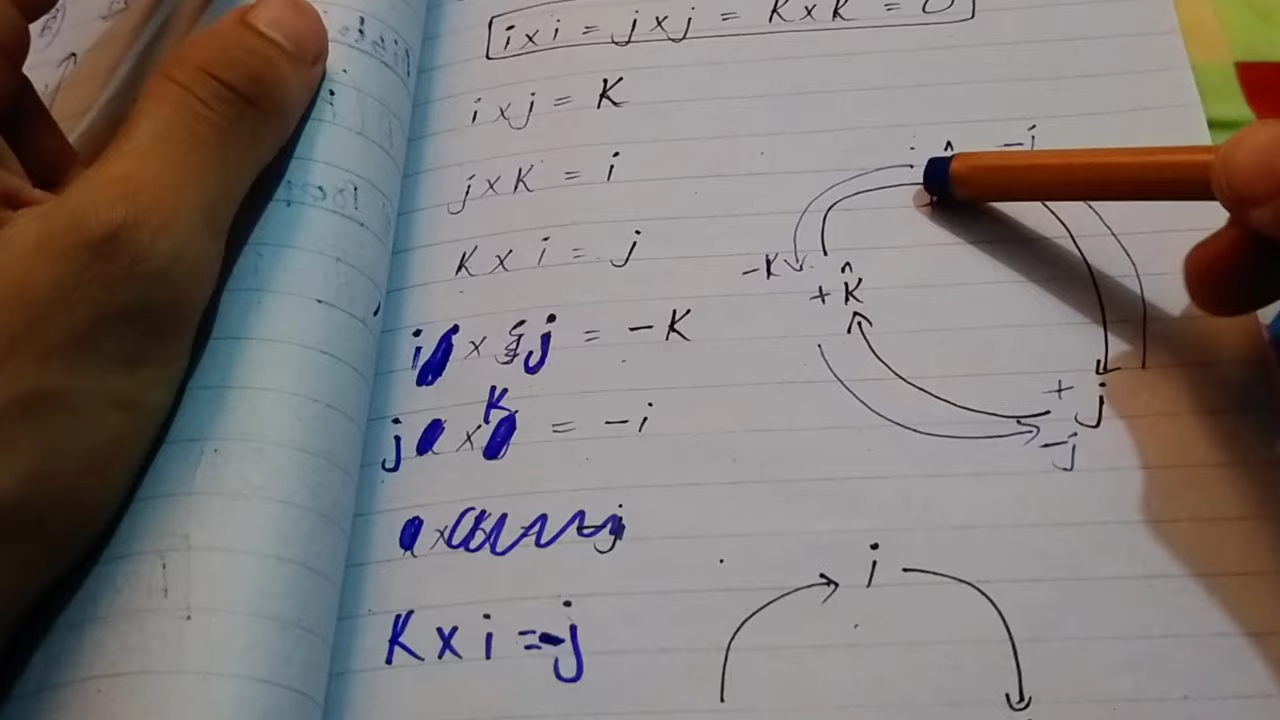 i x i = j x j = K x K = 0
i x j = K
j x K = i
K x i = j
i x j = -K
j x K = -i
-j
K x i = -j
-i
-K
+ K̂
+ j
-j
i